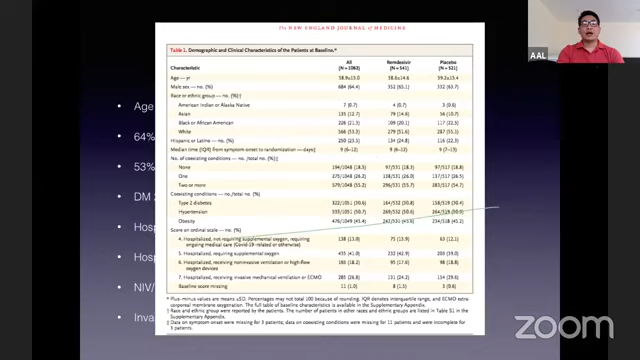 The NEW ENGLAND JOURNAL of MEDICINE
Table 1. Demographic and Clinical Characteristics of the Patients at Baseline.*
Characteristic All (N=1063) Remdesivir (N=541) Placebo (N=521)
Age — yr 58.9±15.0 58.6±14.6 59.2±15.4
Male sex — no. (%) 684 (64.4) 352 (65.1) 332 (63.7)
Race or ethnic group — no. (%)†
American Indian or Alaska Native 7 (0.7) 4 (0.7) 3 (0.6)
Asian 135 (12.7) 79 (14.6) 56 (10.7)
Black or African American 226 (21.3) 109 (20.1) 117 (22.5)
White 566 (53.2) 279 (51.6) 287 (55.1)
Hispanic or Latino — no. (%) 250 (23.5) 134 (24.8) 116 (22.3)
Median time (IQR) from symptom onset to randomization — days‡ 9 (6–12) 9 (6–12) 9 (7–13)
No. of coexisting conditions — no. /total no. (%)‡
None 194/1048 (18.5) 97/531 (18.3) 97/517 (18.8)
One 275/1048 (26.2) 138/531 (26.0) 137/517 (26.5)
Two or more 579/1048 (55.2) 296/531 (55.7) 283/517 (54.7)
Coexisting conditions — no./total no. (%)
Type 2 diabetes 322/1051 (30.6) 164/532 (30.8) 158/519 (30.4)
Hypertension 533/1051 (50.7) 269/532 (50.6) 264/519 (50.9)
Obesity 476/1049 (45.4) 242/531 (45.6) 234/518 (45.2)
Score on ordinal scale — no. (%)
4. Hospitalized, not requiring supplemental oxygen, requiring ongoing medical care (Covid-19–related or otherwise) 138 (13.0) 75 (13.9) 63 (12.1)
5. Hospitalized, requiring supplemental oxygen 435 (41.0) 232 (42.9) 203 (39.0)
6. Hospitalized, receiving noninvasive ventilation or high-flow oxygen devices 193 (18.2) 95 (17.6) 98 (18.8)
7. Hospitalized, receiving invasive mechanical ventilation or ECMO 285 (26.8) 131 (24.2) 154 (29.6)
Baseline score missing 11 (1.0) 8 (1.5) 3 (0.6)
* Plus–minus values are means ±SD. Percentages may not total 100 because of rounding. IQR denotes interquartile range, and ECMO extracorporeal membrane oxygenation. The full table of baseline characteristics is available in the Supplementary Appendix.
† Race and ethnic group were reported by the patients. The number of patients in other races and ethnic groups are listed in Table S1 in the Supplementary Appendix.
‡ Data on symptom onset were missing for 3 patients; data on coexisting conditions were missing for 11 patients and were incomplete for 3 patients.
• Age
• 64%
• 53%
• DM 2
• Hosp
• Hosp
• NIV/
• Inva
AAL
zoom